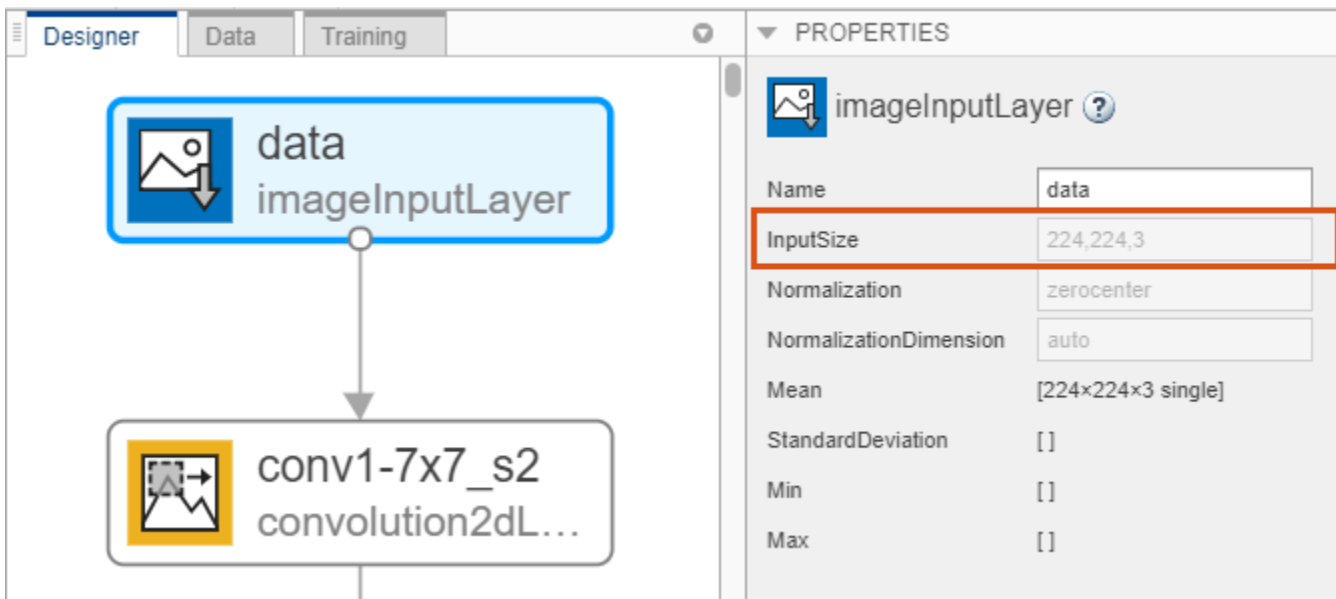 Designer
Data
Training
data
imageInputLayer
conv1-7x7_s2
convolution2dL...
PROPERTIES
imageInputLayer ?
Name data
InputSize 224,224,3
Normalization zerocenter
NormalizationDimension auto
Mean [224×224×3 single]
StandardDeviation []
Min []
Max []